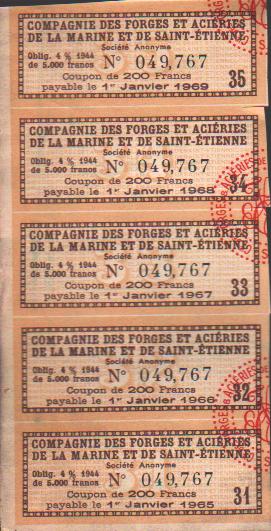 COMPAGNIE DES FORGES ET ACIÉRIES
DE LA MARINE ET DE SAINT-ÉTIENNE
Société Anonyme
Oblig. 4 % 1944
de 5.000 francs N° 049,767
Coupon de 200 Francs
payable le 1er Janvier 1969
35
COMPAGNIE DES FORGES ET ACIÉRIES
DE LA MARINE ET DE SAINT-ÉTIENNE
Société Anonyme
Oblig. 4 % 1944
de 5.000 francs N° 049,767
Coupon de 200 Francs
payable le 1er Janvier 1968
34
COMPAGNIE DES FORGES ET ACIÉRIES
DE LA MARINE ET DE SAINT-ÉTIENNE
Société Anonyme
Oblig. 4 % 1944
de 5.000 francs N° 049,767
Coupon de 200 Francs
payable le 1er Janvier 1967
33
COMPAGNIE DES FORGES ET ACIÉRIES
DE LA MARINE ET DE SAINT-ÉTIENNE
Société Anonyme
Oblig. 4 % 1944
de 5.000 francs N° 049,767
Coupon de 200 Francs
payable le 1er Janvier 1966
32
COMPAGNIE DES FORGES ET ACIÉRIES
DE LA MARINE ET DE SAINT-ÉTIENNE
Société Anonyme
Oblig. 4 % 1944
de 5.000 francs N° 049,767
Coupon de 200 Francs
payable le 1er Janvier 1965
31